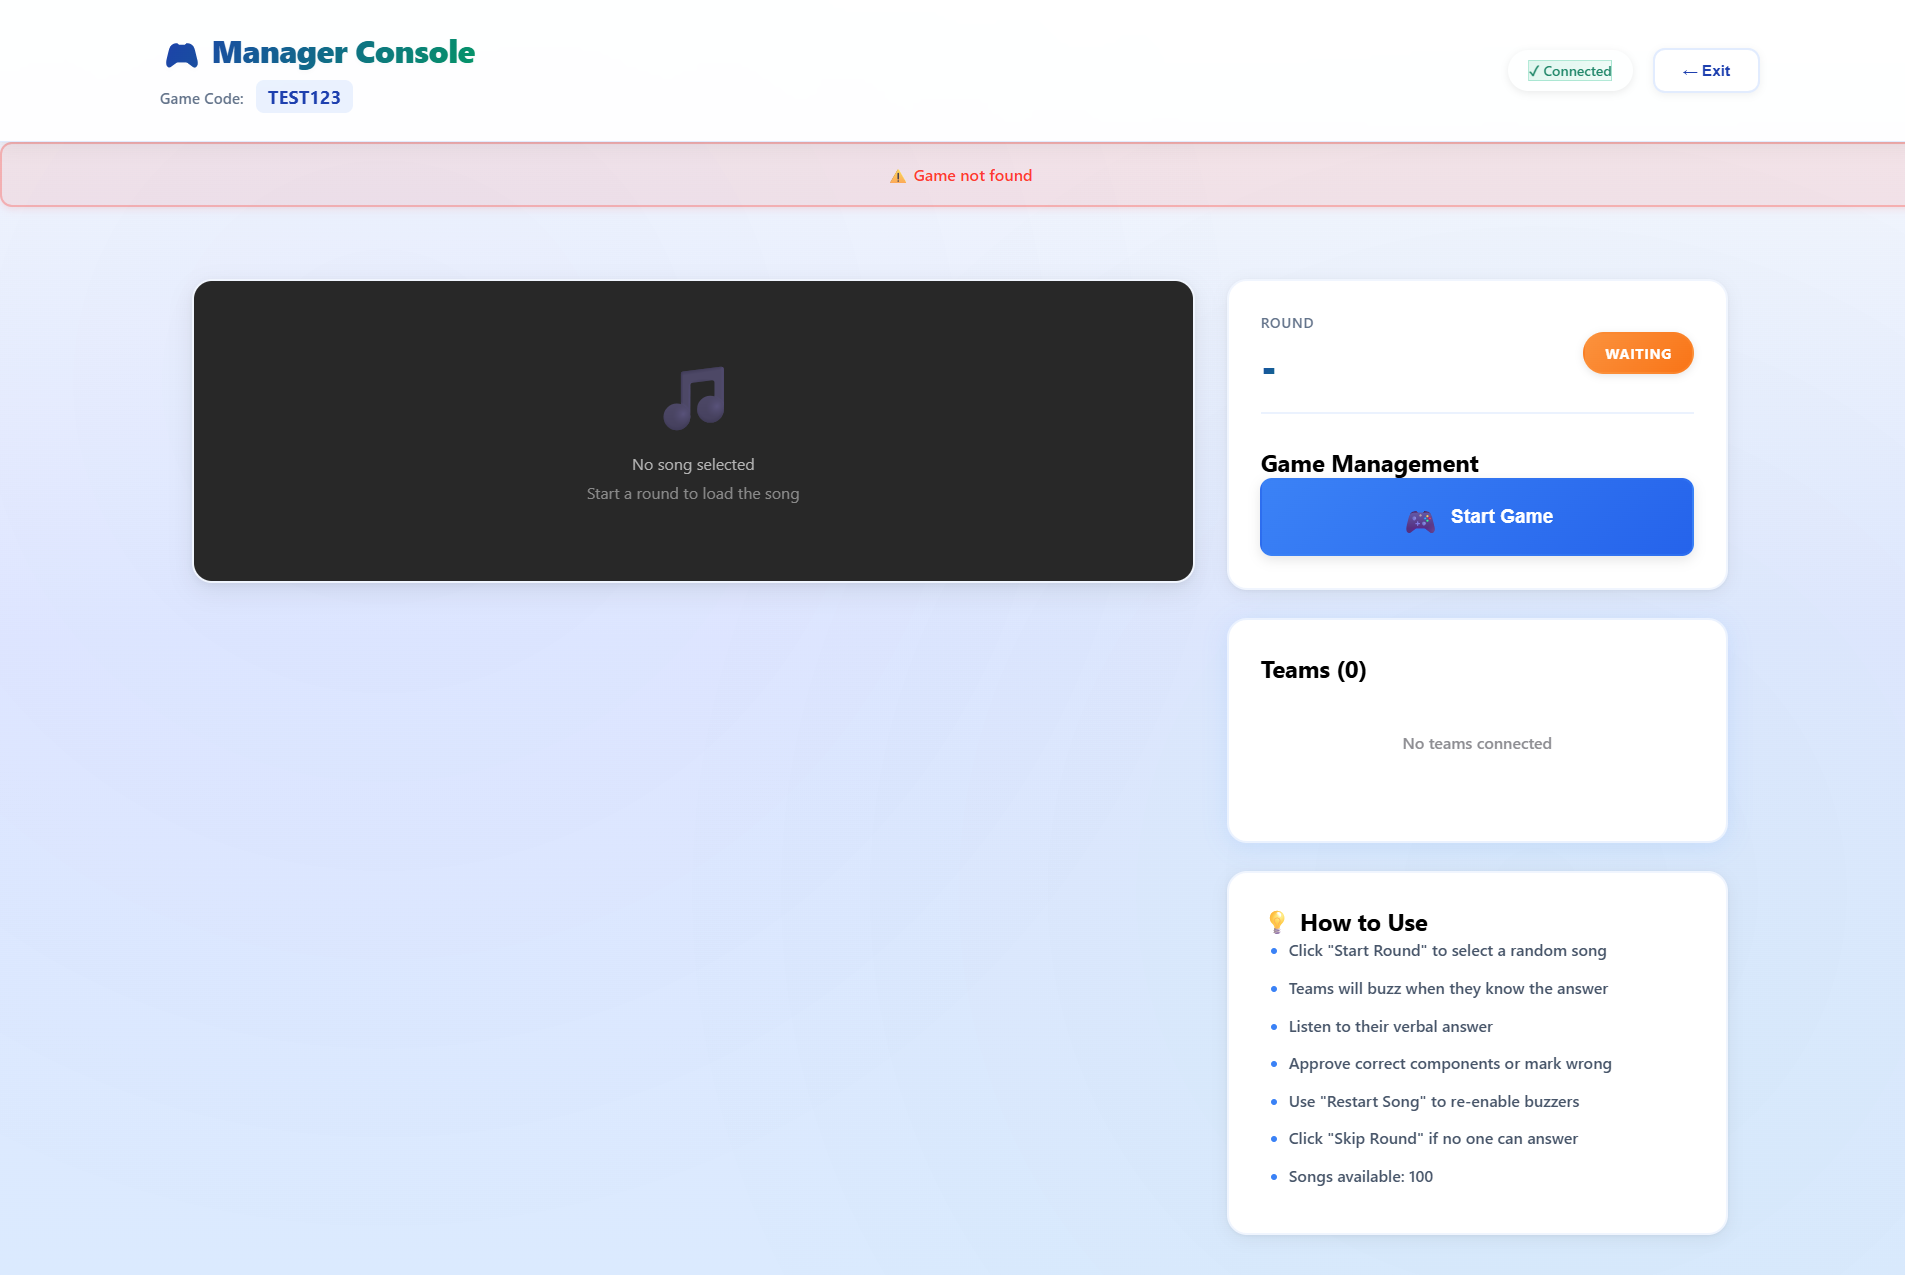 Manager Console
Game Code: TEST123
✓ Connected
← Exit
Game not found
No song selected
Start a round to load the song
ROUND
-
WAITING
Game Management
Start Game
Teams (0)
No teams connected
How to Use
Click "Start Round" to select a random song
Teams will buzz when they know the answer
Listen to their verbal answer
Approve correct components or mark wrong
Use "Restart Song" to re-enable buzzers
Click "Skip Round" if no one can answer
Songs available: 100